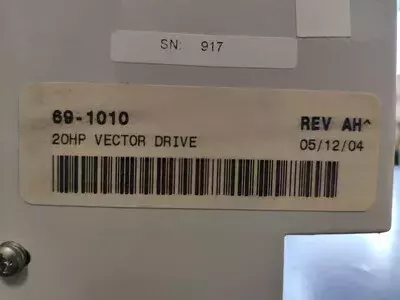 SN: 917
69-1010 REV AH^
20HP VECTOR DRIVE 05/12/04